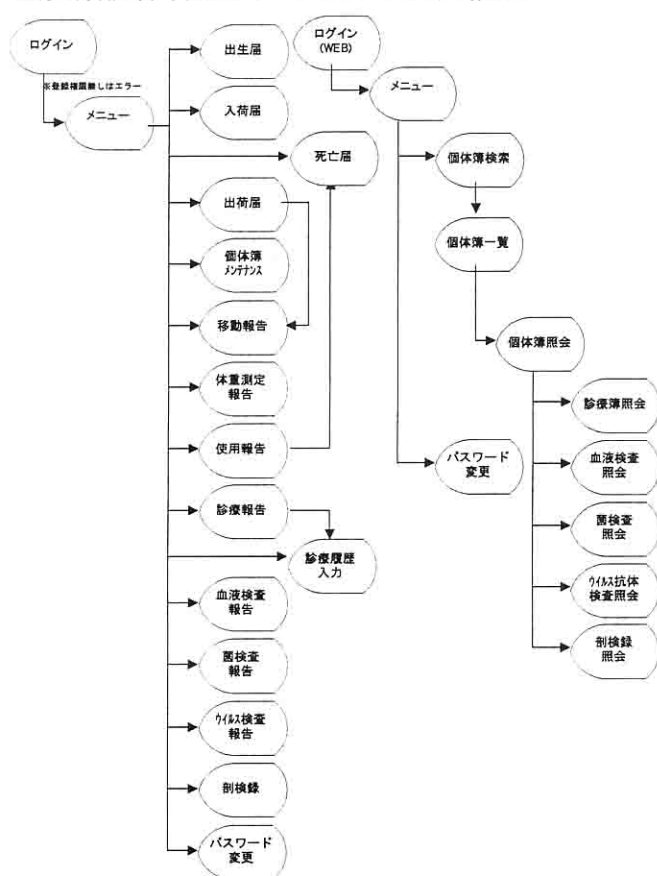 ログイン
※登録権限無しはエラー
メニュー
出生届
入荷届
死亡届
出荷届
個体簿
メンテナンス
移動報告
体重測定
報告
使用報告
診療報告
診療履歴
入力
血液検査
報告
菌検査
報告
ウイルス検査
報告
剖検録
パスワード
変更
ログイン
(WEB)
メニュー
個体簿検索
個体簿一覧
個体簿照会
診療簿照会
血液検査
照会
菌検査
照会
ウイルス抗体
検査照会
剖検録
照会
パスワード
変更